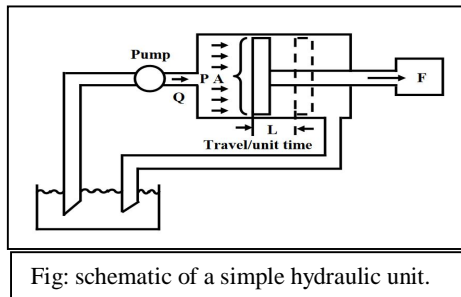 Pump
P A
F
Q
L
Travel/unit time
Fig: schematic of a simple hydraulic unit.